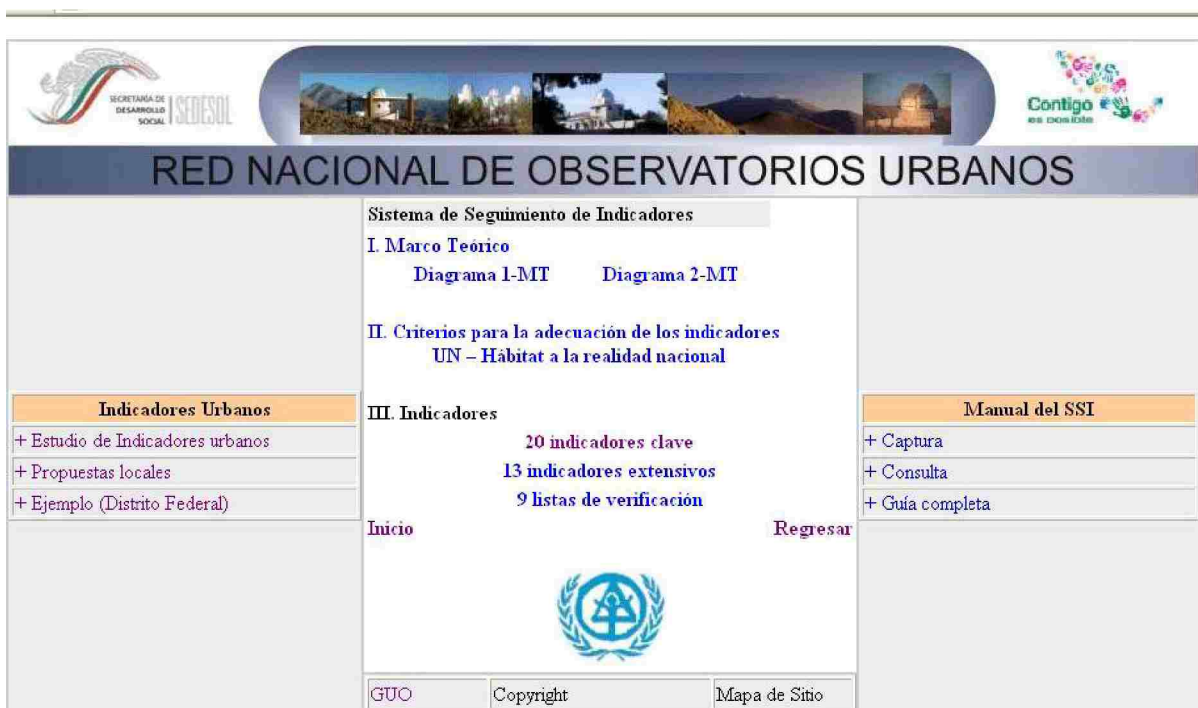 SECRETARÍA DE
DESARROLLO
SOCIAL
SEDESOL
Contigo
es posible
RED NACIONAL DE OBSERVATORIOS URBANOS
Sistema de Seguimiento de Indicadores
I. Marco Teórico
Diagrama 1-MT Diagrama 2-MT
II. Criterios para la adecuación de los indicadores
UN – Hábitat a la realidad nacional
Indicadores Urbanos
+ Estudio de Indicadores urbanos
+ Propuestas locales
+ Ejemplo (Distrito Federal)
III. Indicadores
20 indicadores clave
13 indicadores extensivos
9 listas de verificación
Inicio Regresar
Manual del SSI
+ Captura
+ Consulta
+ Guía completa
GUO Copyright Mapa de Sitio